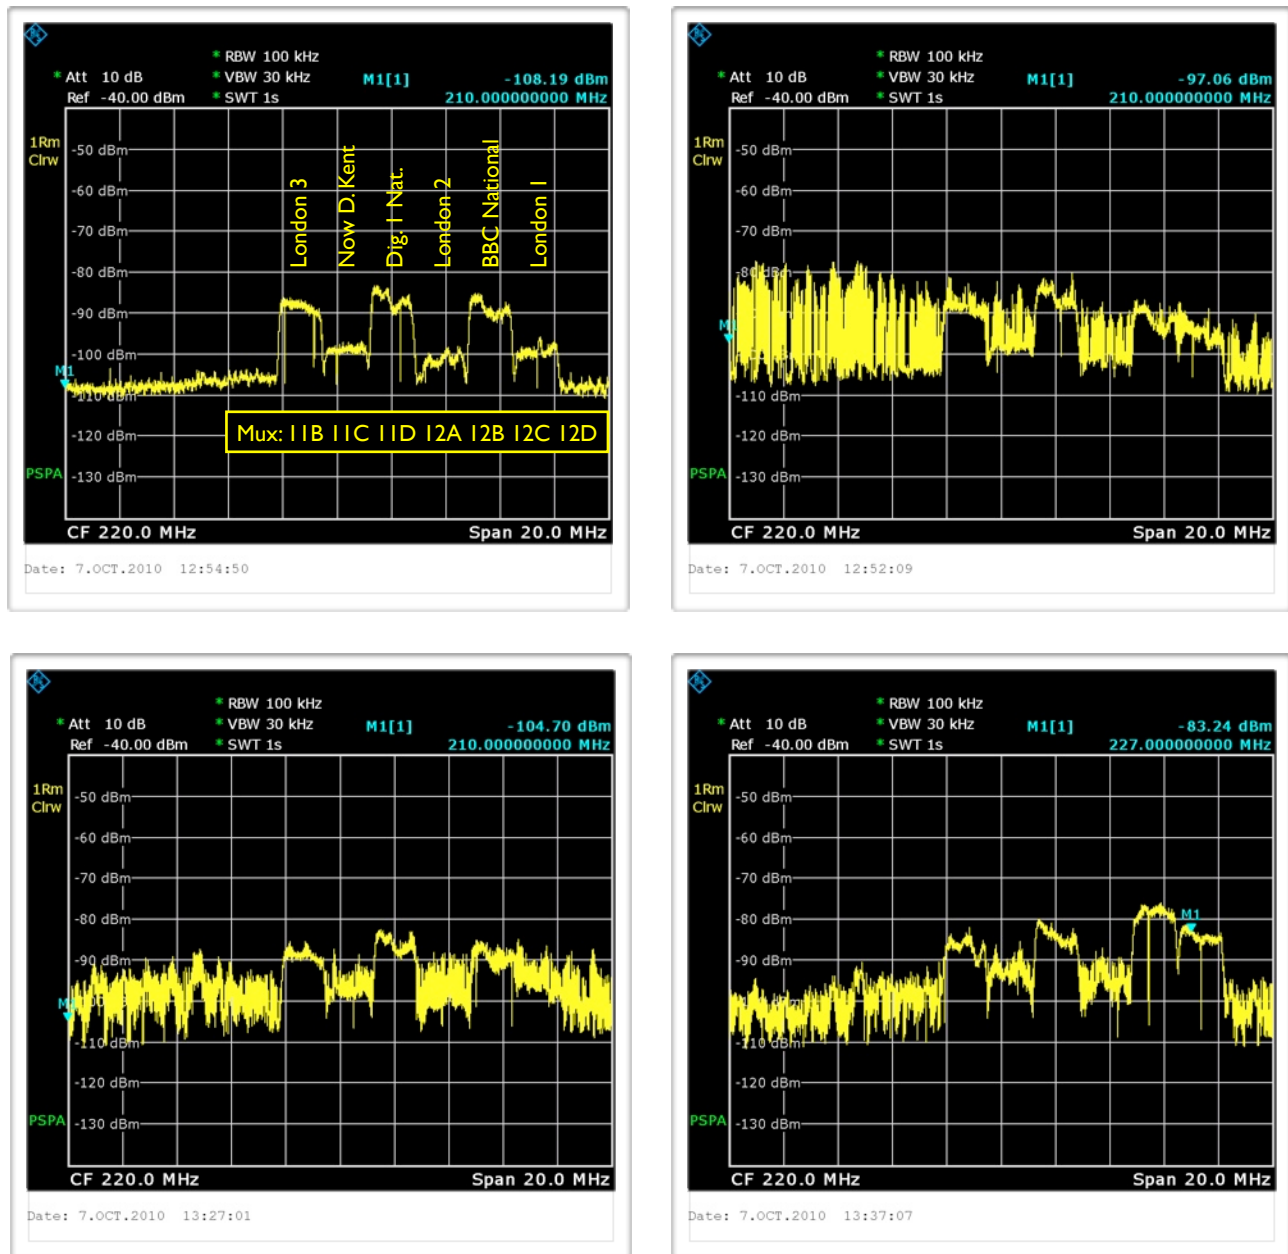 * RBW 100 kHz
* Att 10 dB * VBW 30 kHz M1[1] -108.19 dBm
Ref -40.00 dBm * SWT 1s 210.000000000 MHz
1Rm
Clrw
-50 dBm
-60 dBm
-70 dBm
-80 dBm
-90 dBm
-100 dBm
-110 dBm
-120 dBm
-130 dBm
London 3
Now D. Kent
Dig. 1 Nat.
London 2
BBC National
London 1
M1
Mux: 11B 11C 11D 12A 12B 12C 12D
PSPA
CF 220.0 MHz Span 20.0 MHz
Date: 7.OCT.2010 12:54:50
* RBW 100 kHz
* Att 10 dB * VBW 30 kHz M1[1] -97.06 dBm
Ref -40.00 dBm * SWT 1s 210.000000000 MHz
1Rm
Clrw
-50 dBm
-60 dBm
-70 dBm
-80 dBm
-110 dBm
-120 dBm
-130 dBm
PSPA
CF 220.0 MHz Span 20.0 MHz
Date: 7.OCT.2010 12:52:09
* RBW 100 kHz
* Att 10 dB * VBW 30 kHz M1[1] -104.70 dBm
Ref -40.00 dBm * SWT 1s 210.000000000 MHz
1Rm
Clrw
-50 dBm
-60 dBm
-70 dBm
-80 dBm
-90 dBm
-110 dBm
-120 dBm
-130 dBm
PSPA
CF 220.0 MHz Span 20.0 MHz
Date: 7.OCT.2010 13:27:01
* RBW 100 kHz
* Att 10 dB * VBW 30 kHz M1[1] -83.24 dBm
Ref -40.00 dBm * SWT 1s 227.000000000 MHz
1Rm
Clrw
-50 dBm
-60 dBm
-70 dBm
-80 dBm
-90 dBm
M1
-110 dBm
-120 dBm
-130 dBm
PSPA
CF 220.0 MHz Span 20.0 MHz
Date: 7.OCT.2010 13:37:07